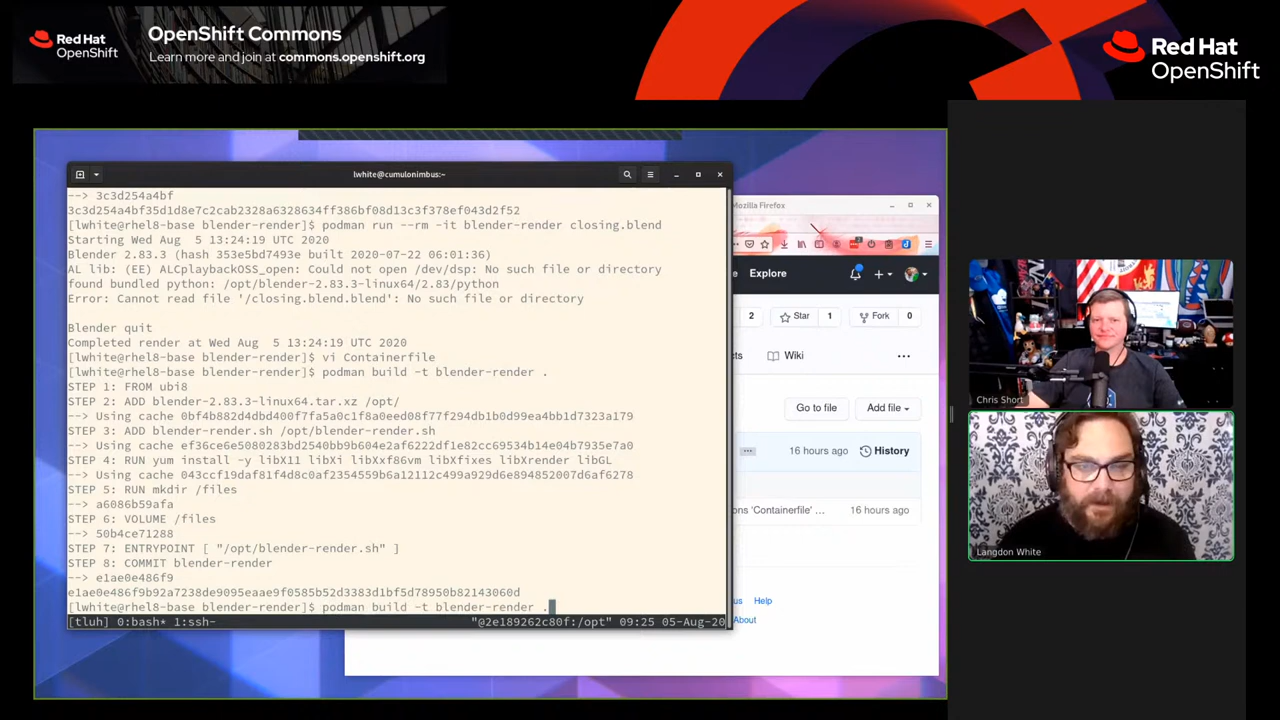 Red Hat
OpenShift
OpenShift Commons
Learn more and join at commons.openshift.org
Red Hat
OpenShift
lwhite@cumulonimbus:~
--> 3c3d254a4bf
3c3d254a4bf35d1d8e7c2cab2328a6328634ff386bf08d13c3f378ef043d2f52
[lwhite@rhel8-base blender-render]$ podman run --rm -it blender-render closing.blend
Starting Wed Aug  5 13:24:19 UTC 2020
Blender 2.83.3 (hash 353e5bd7493e built 2020-07-22 06:01:36)
AL lib: (EE) ALCplaybackOSS_open: Could not open /dev/dsp: No such file or directory
found bundled python: /opt/blender-2.83.3-linux64/2.83/python
Error: Cannot read file '/closing.blend.blend': No such file or directory
Blender quit
Completed render at Wed Aug  5 13:24:19 UTC 2020
[lwhite@rhel8-base blender-render]$ vi Containerfile
[lwhite@rhel8-base blender-render]$ podman build -t blender-render .
STEP 1: FROM ubi8
STEP 2: ADD blender-2.83.3-linux64.tar.xz /opt/
--> Using cache 0bf4b882d4dbd400f7fa5a0c1f8a0eed08f77f294db1b0d99ea4bb1d7323a179
STEP 3: ADD blender-render.sh /opt/blender-render.sh
--> Using cache ef36ce6e5080283bd2540bb9b604e2af6222df1e82cc69534b14e04b7935e7a0
STEP 4: RUN yum install -y libX11 libXi libXxf86vm libXfixes libXrender libGL
--> Using cache 043ccf19daf81f4d8c0af2354559b6a12112c499a929d6e894852007d6af6278
STEP 5: RUN mkdir /files
--> a6086b59afa
STEP 6: VOLUME /files
--> 50b4ce71288
STEP 7: ENTRYPOINT [ "/opt/blender-render.sh" ]
STEP 8: COMMIT blender-render
--> e1ae0e486f9
e1ae0e486f9b92a7238de9095eaae9f0585b52d3383d1bf5d78950b82143060d
[lwhite@rhel8-base blender-render]$ podman build -t blender-render .
[tluh] 0:bash* 1:ssh- "@2e189262c80f:/opt" 09:25 05-Aug-20
Mozilla Firefox
e Explore
2 Star 1 Fork 0
cts Wiki
Go to file Add file
16 hours ago History
ons 'Containerfile' ... 16 hours ago
us Help
About
Chris Short
Langdon White